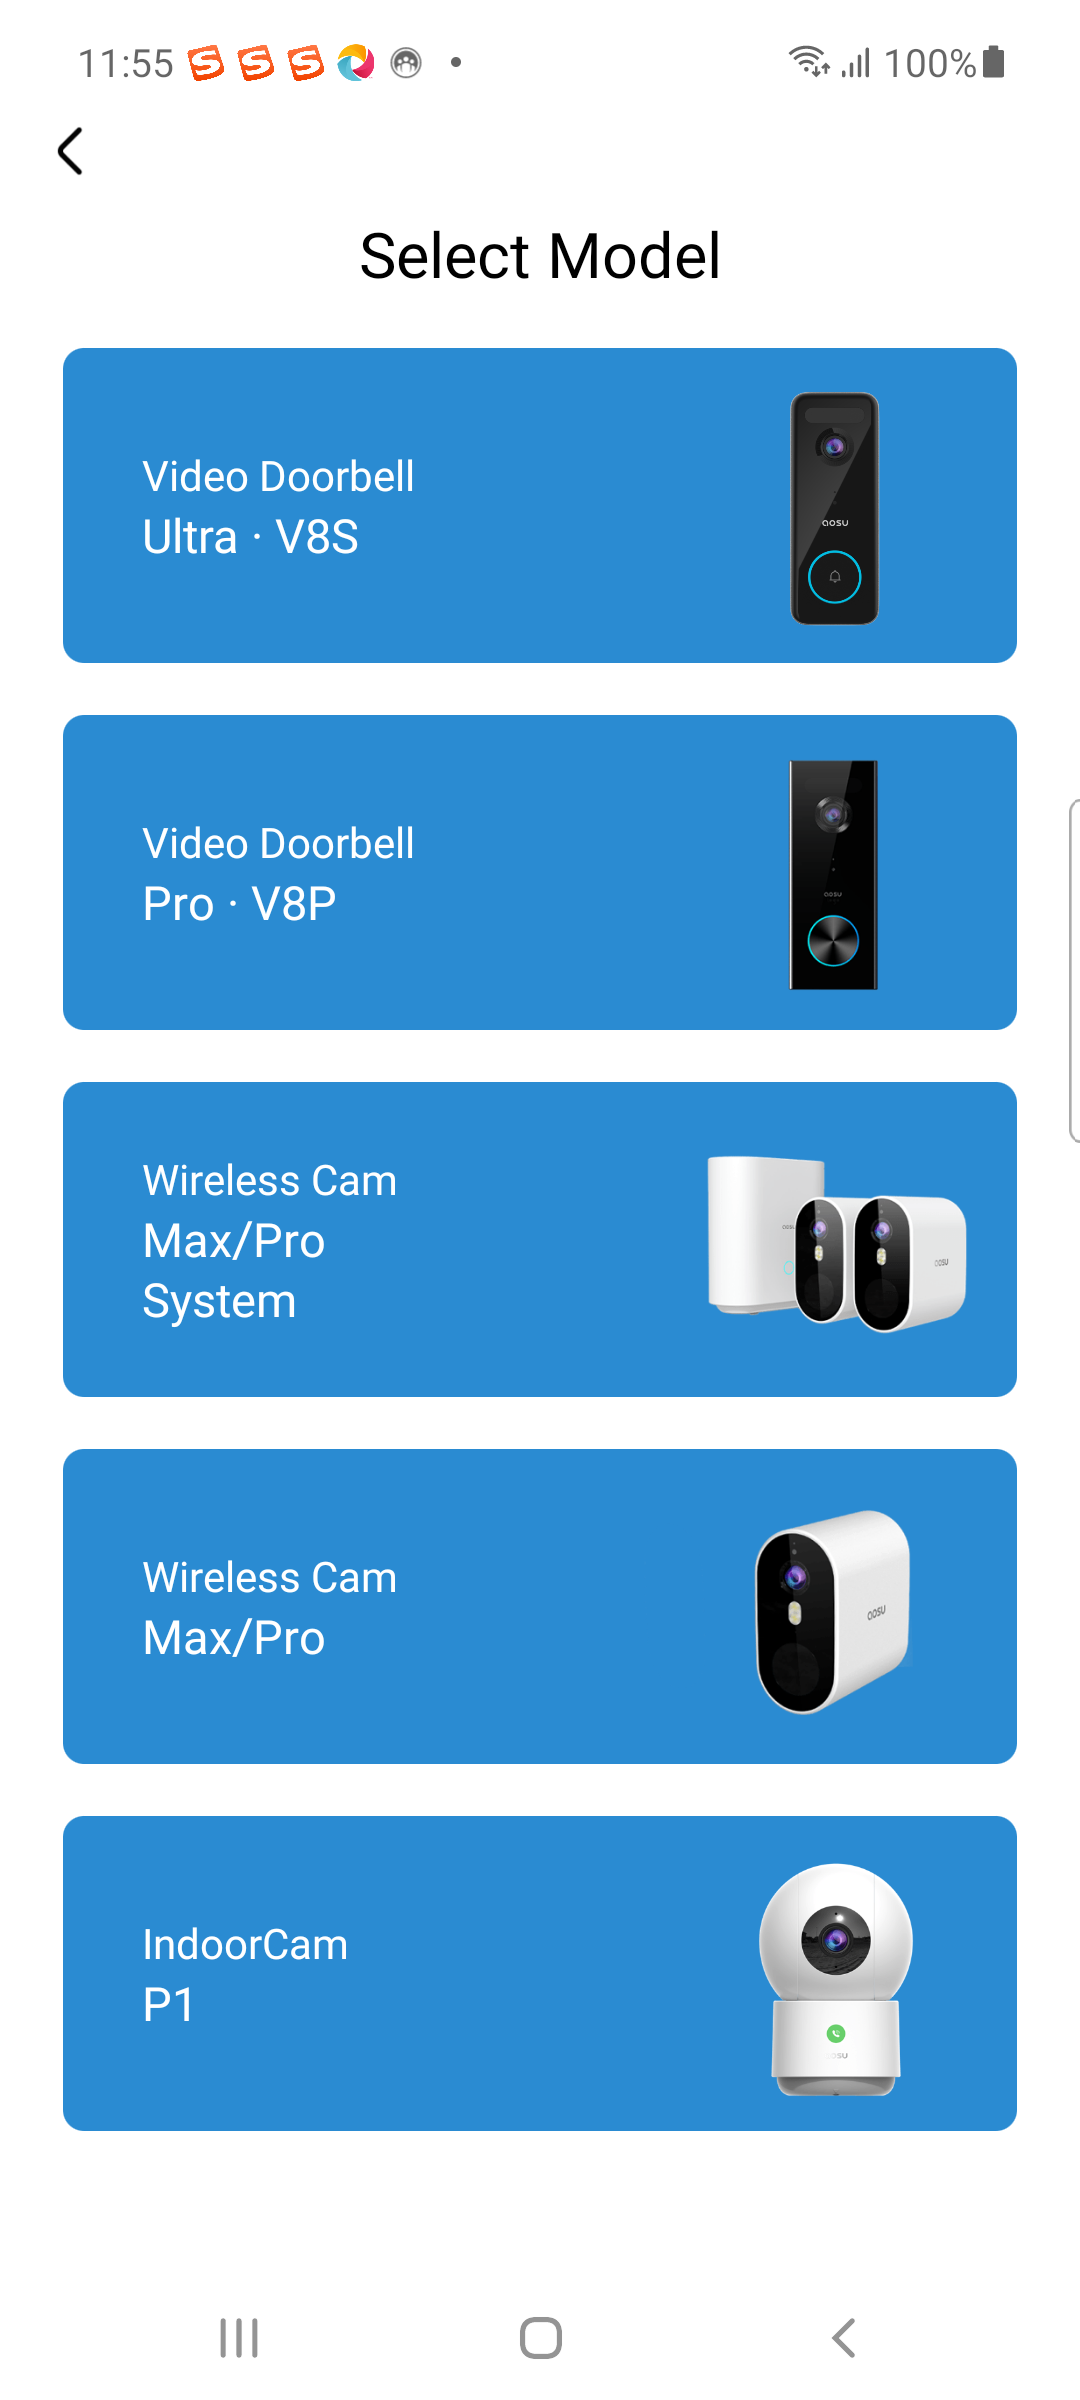 11:55
100%
Select Model
Video Doorbell
Ultra · V8S
aosu
Video Doorbell
Pro · V8P
aosu
Wireless Cam
Max/Pro
System
aosu
Wireless Cam
Max/Pro
aosu
IndoorCam
P1
aosu